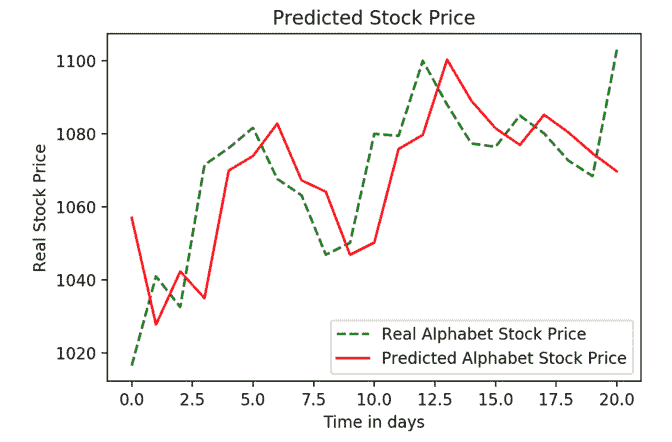 Predicted Stock Price
1100
1080
1060
1040
1020
Real Stock Price
Real Alphabet Stock Price
Predicted Alphabet Stock Price
0.0 2.5 5.0 7.5 10.0 12.5 15.0 17.5 20.0
Time in days